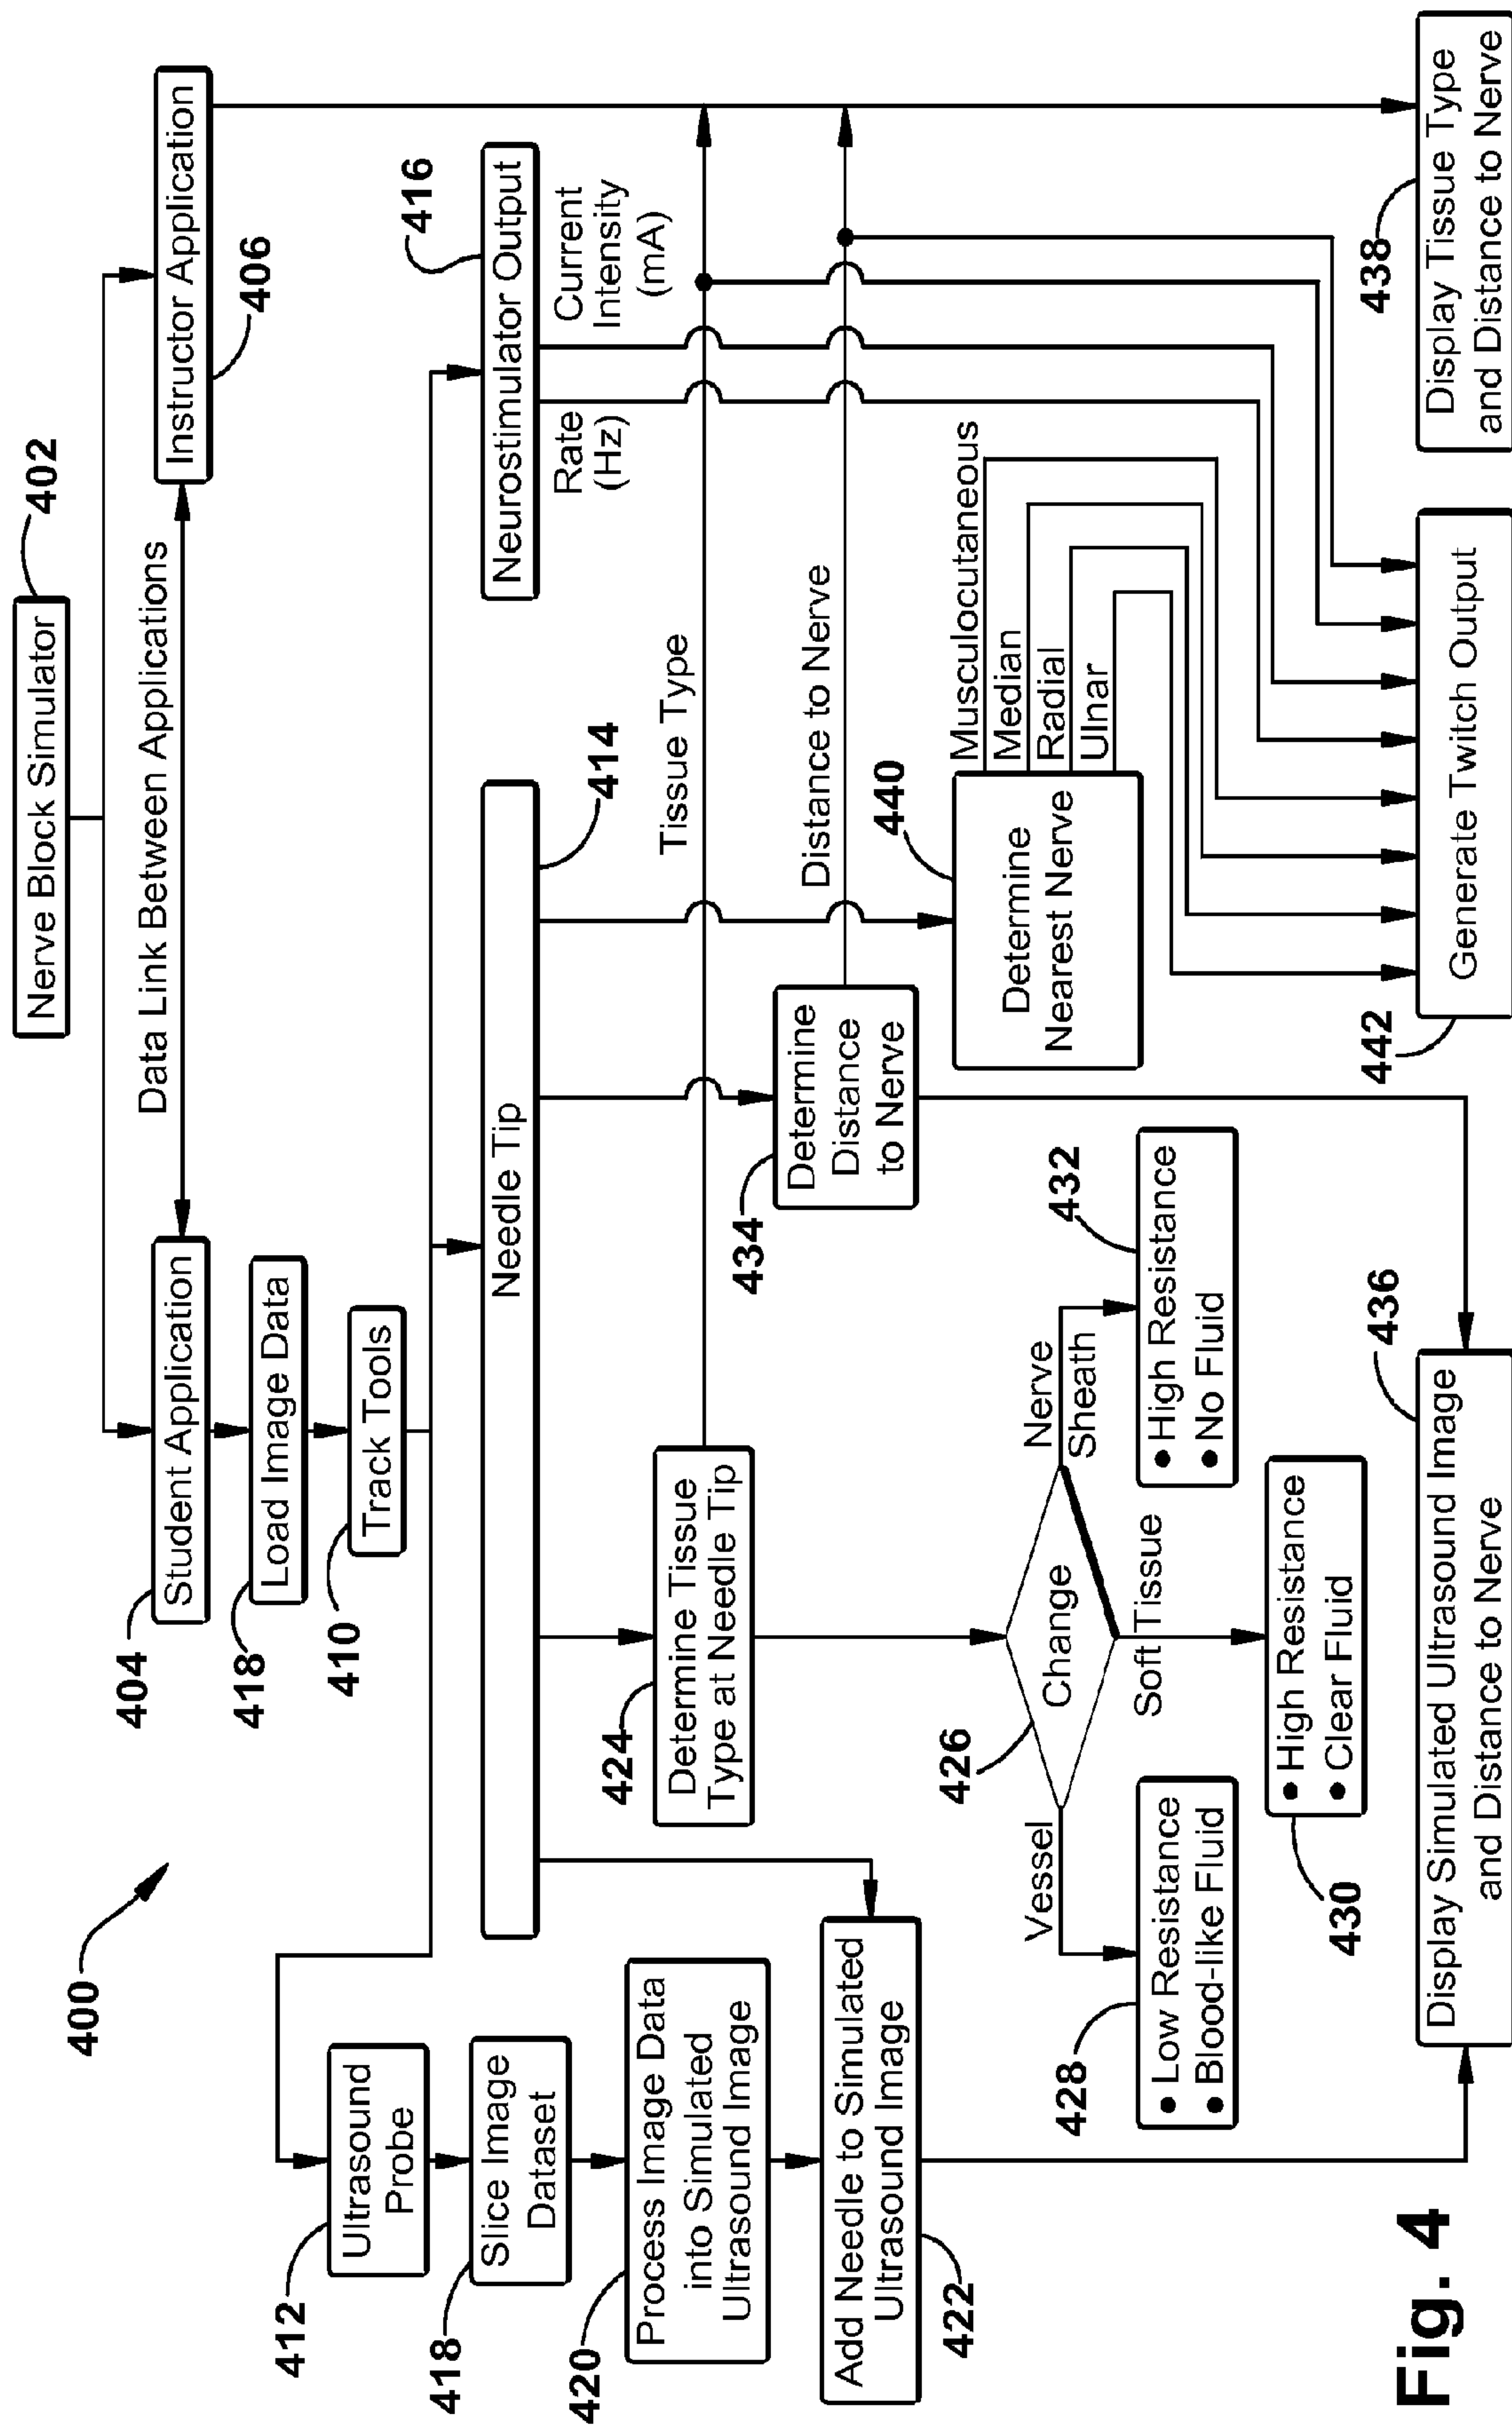 400
Nerve Block Simulator
402
Data Link Between Applications
404
Student Application
Instructor Application
406
418
Load Image Data
410
Track Tools
412
Ultrasound
Probe
Needle Tip
414
Neurostimulator Output
416
418
Slice Image
Dataset
Rate
(Hz)
Current
Intensity
(mA)
420
Process Image Data
into Simulated
Ultrasound Image
424
Determine Tissue
Type at Needle Tip
Tissue Type
434
Determine
Distance
to Nerve
Distance to Nerve
422
Add Needle to Simulated
Ultrasound Image
440
Determine
Nearest Nerve
Musculocutaneous
Median
Radial
Ulnar
426
Change
Vessel
Nerve
Sheath
Soft Tissue
428
• Low Resistance
• Blood-like Fluid
432
• High Resistance
• No Fluid
430
• High Resistance
• Clear Fluid
436
Display Simulated Ultrasound Image
and Distance to Nerve
442
Generate Twitch Output
438
Display Tissue Type
and Distance to Nerve
Fig. 4